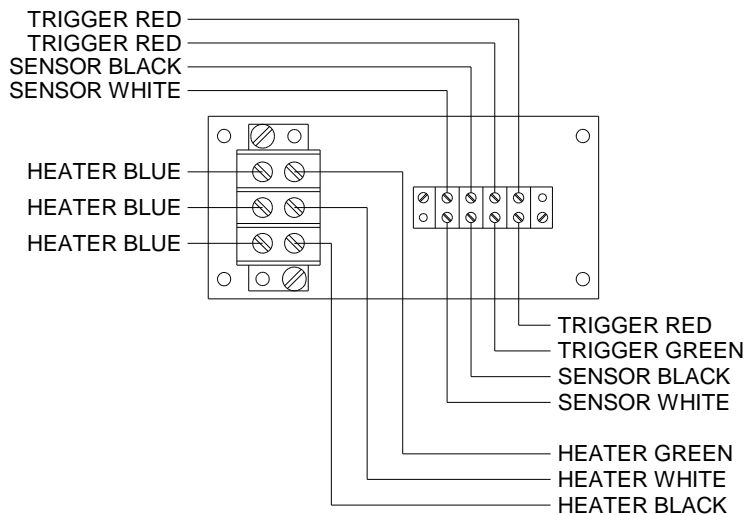 TRIGGER RED
TRIGGER RED
SENSOR BLACK
SENSOR WHITE
HEATER BLUE
HEATER BLUE
HEATER BLUE
TRIGGER RED
TRIGGER GREEN
SENSOR BLACK
SENSOR WHITE
HEATER GREEN
HEATER WHITE
HEATER BLACK